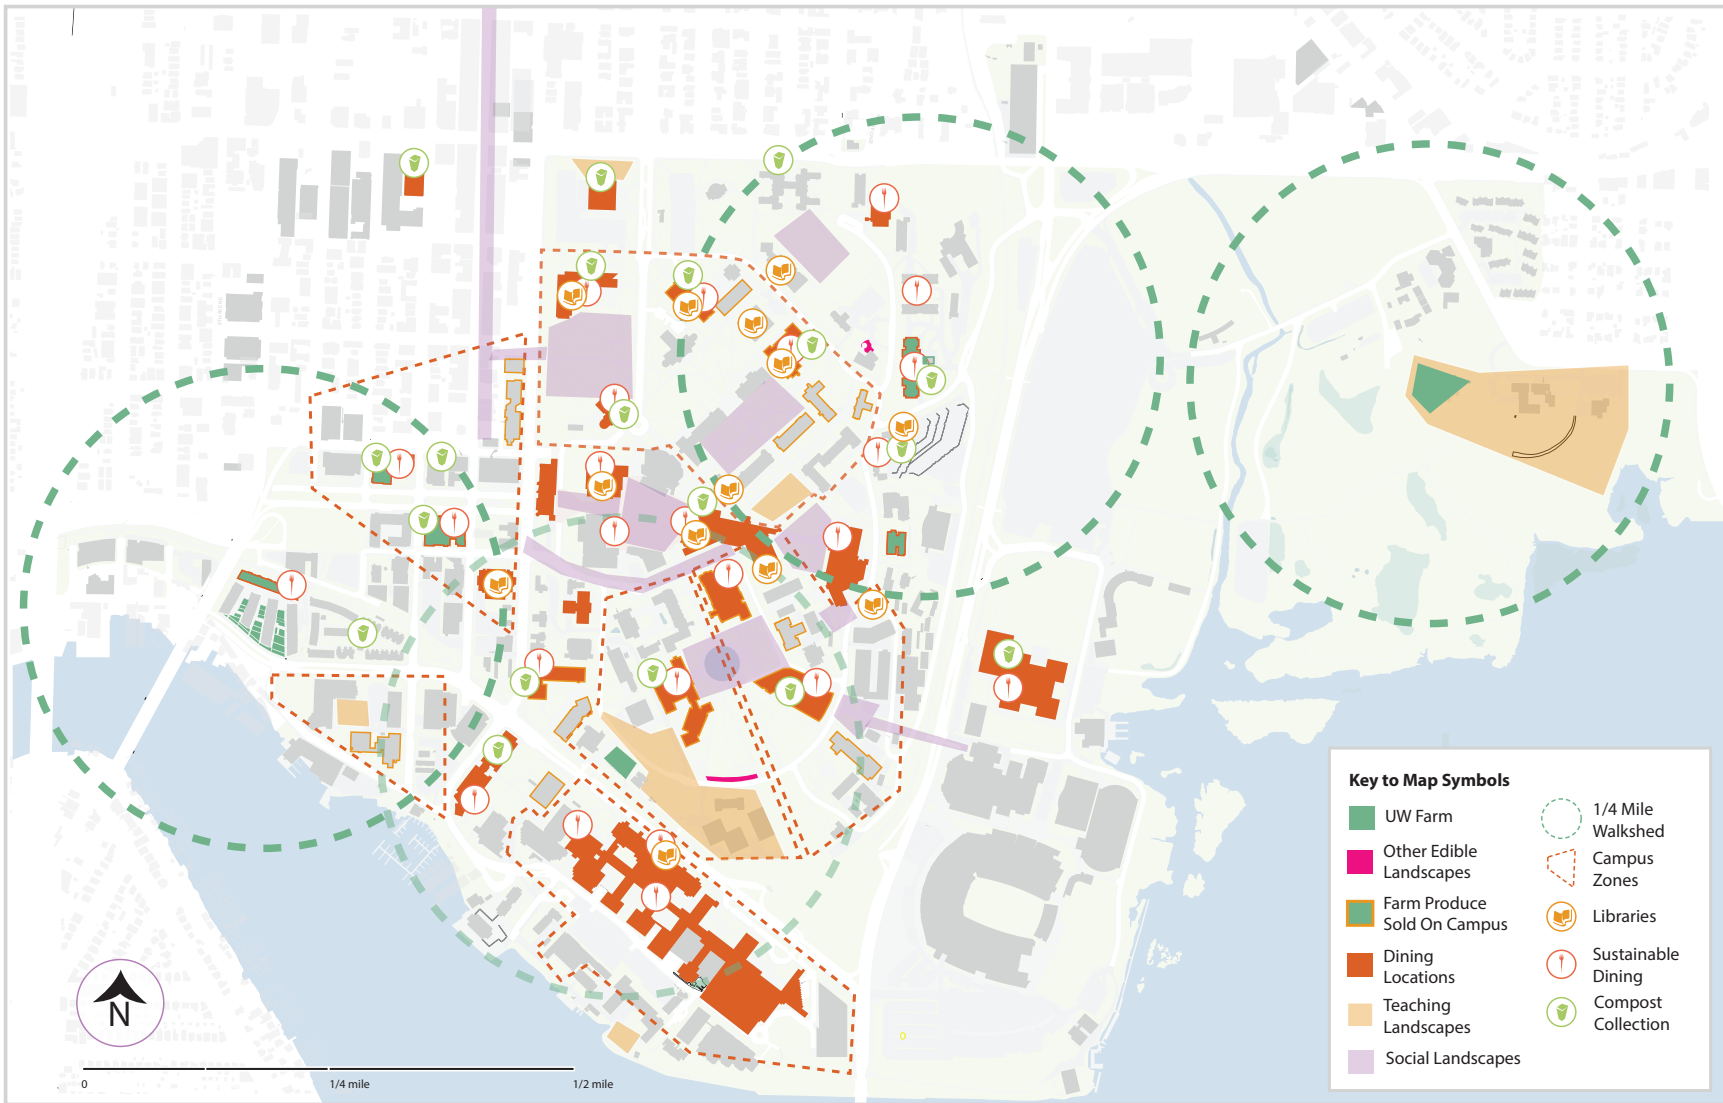 Key to Map Symbols
UW Farm
Other Edible
Landscapes
Farm Produce
Sold On Campus
Dining
Locations
Teaching
Landscapes
Social Landscapes
1/4 Mile
Walkshed
Campus
Zones
Libraries
Sustainable
Dining
Compost
Collection
N
0
1/4 mile
1/2 mile